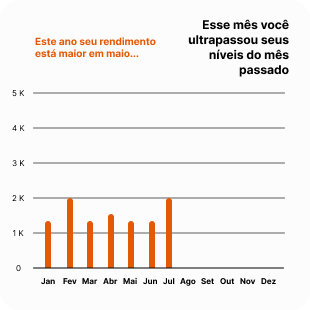 Esse mês você
ultrapassou seus
níveis do mês
passado
Este ano seu rendimento
está maior em maio...
5 K
4 K
3 K
2 K
1 K
0
Jan Fev Mar Abr Mai Jun Jul Ago Set Out Nov Dez